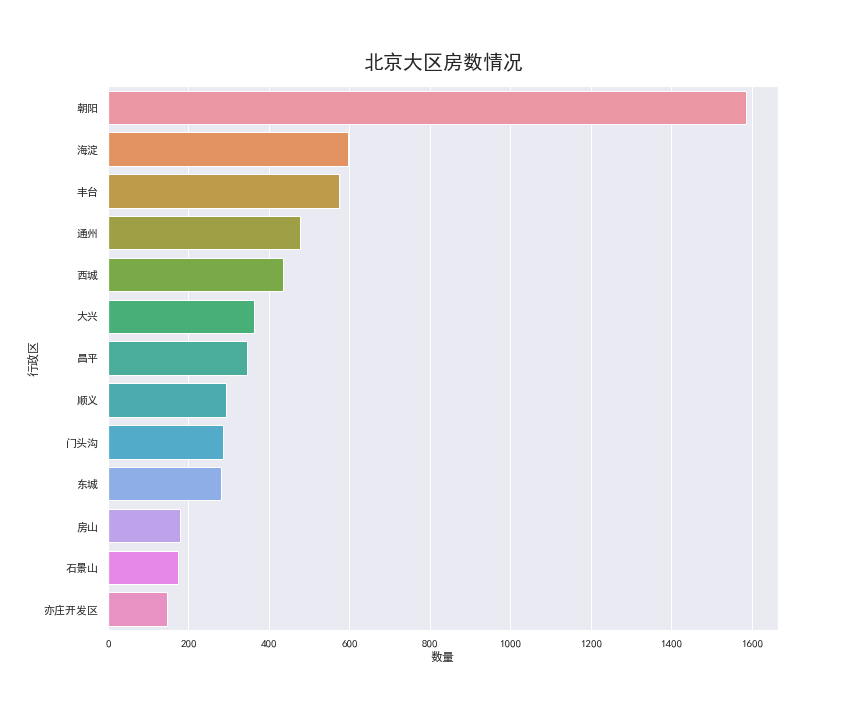 北京大区房数情况
行政区
朝阳
海淀
丰台
通州
西城
大兴
昌平
顺义
门头沟
东城
房山
石景山
亦庄开发区
0 200 400 600 800 1000 1200 1400 1600
数量